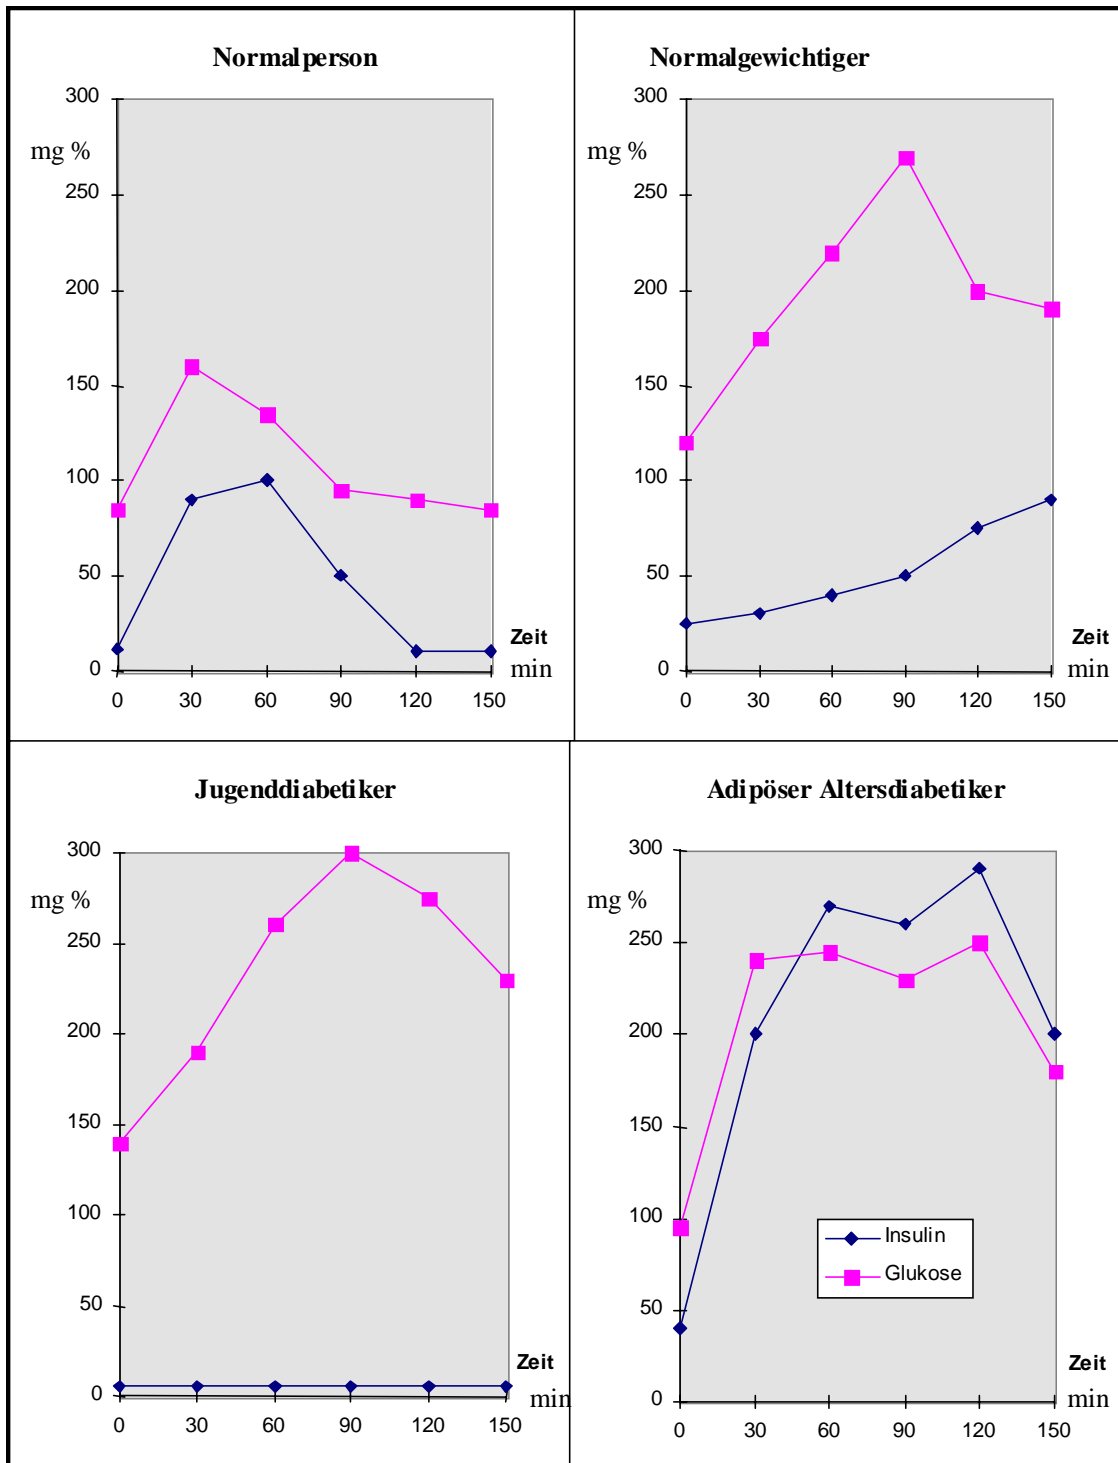 Normalperson
300
mg %
250
200
150
100
50
0
Zeit
min
0 30 60 90 120 150
Normalgewichtiger
300
mg %
250
200
150
100
50
0
Zeit
min
0 30 60 90 120 150
Jugenddiabetiker
300
mg %
250
200
150
100
50
0
Zeit
min
0 30 60 90 120 150
Adipöser Altersdiabetiker
300
mg %
250
200
150
100
50
0
Insulin
Glukose
Zeit
min
0 30 60 90 120 150